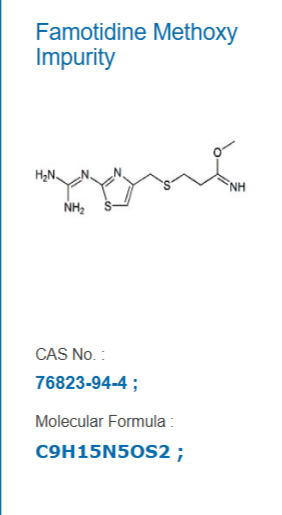 Famotidine Methoxy
Impurity
O
H₂N
N
N
S
NH
NH₂
S
CAS No. :
76823-94-4 ;
Molecular Formula :
C9H15N5OS2 ;